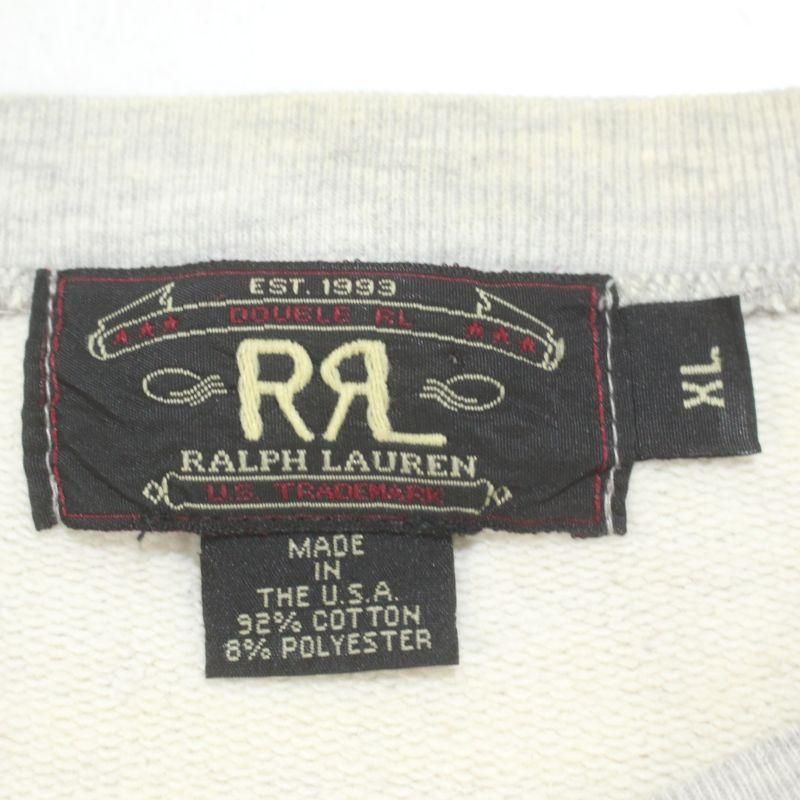 EST. 1993
DOUBLE RL
RRL
RALPH LAUREN
U.S. TRADEMARK
XL
MADE
IN
THE U.S.A.
92% COTTON
8% POLYESTER